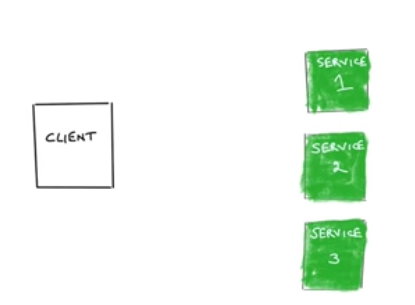 CLIENT
SERVICE
1
SERVICE
2
SERVICE
3